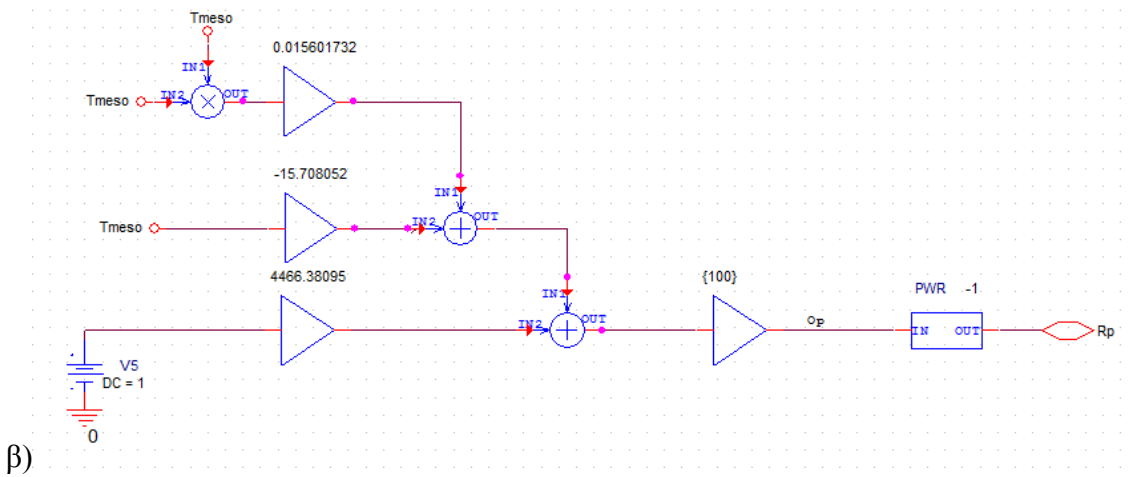 Tmeso
0.015601732
IN1
Tmeso IN2 OUT
-15.708052
IN1
Tmeso IN2 OUT
4466.38095 {100}
PWR -1
IN1
IN2 OUT
op IN OUT Rp
V5
DC = 1
0
β)